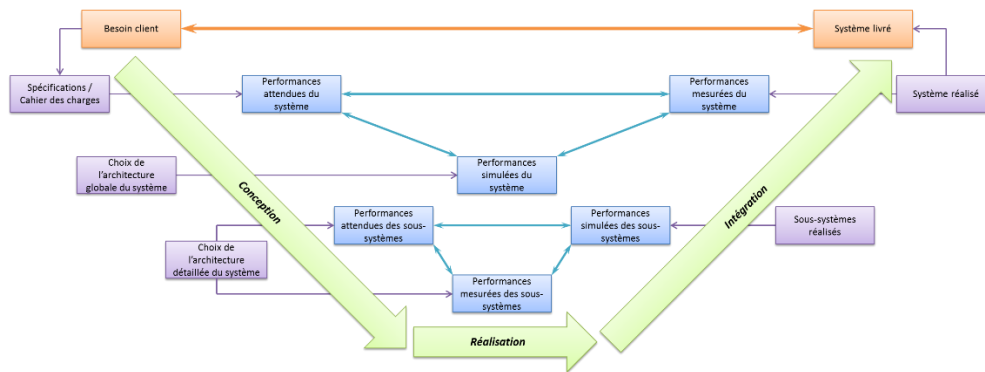 Besoin client
Système livré
Spécifications /
Cahier des charges
Performances
attendues du
système
Performances
mesurées du
système
Système réalisé
Choix de
l'architecture
globale du système
Performances
simulées du
système
Conception
Intégration
Performances
attendues des sous-
systèmes
Performances
simulées des sous-
systèmes
Sous-systèmes
réalisés
Choix de
l'architecture
détaillée du système
Performances
mesurées des sous-
systèmes
Réalisation